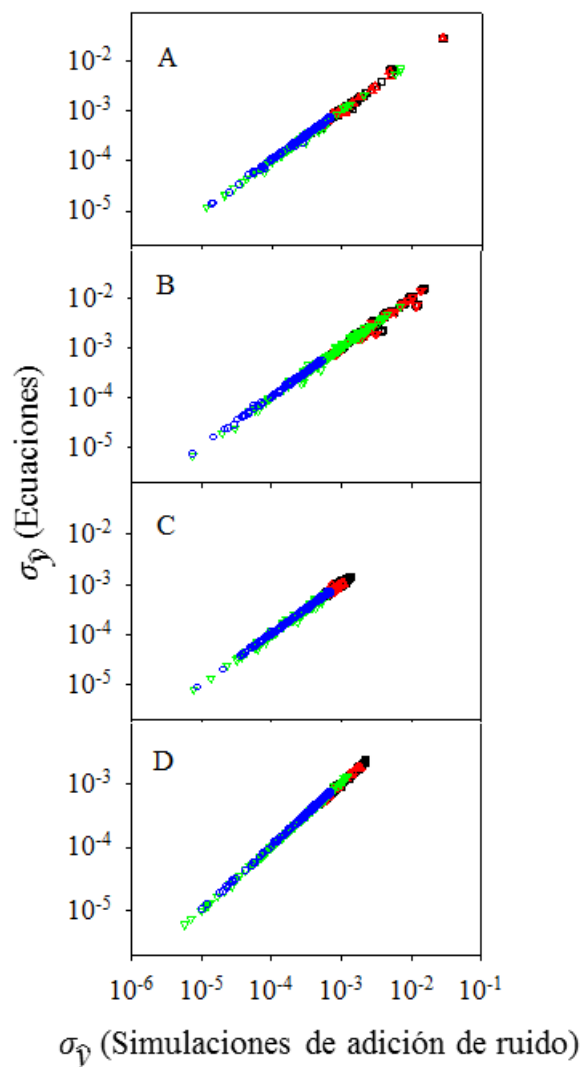 A
10⁻²
10⁻³
10⁻⁴
10⁻⁵
B
10⁻²
10⁻³
10⁻⁴
10⁻⁵
C
10⁻²
10⁻³
10⁻⁴
10⁻⁵
D
10⁻³
10⁻⁴
10⁻⁵
σ_ŷ (Ecuaciones)
10⁻⁶ 10⁻⁵ 10⁻⁴ 10⁻³ 10⁻² 10⁻¹
σ_ŷ (Simulaciones de adición de ruido)